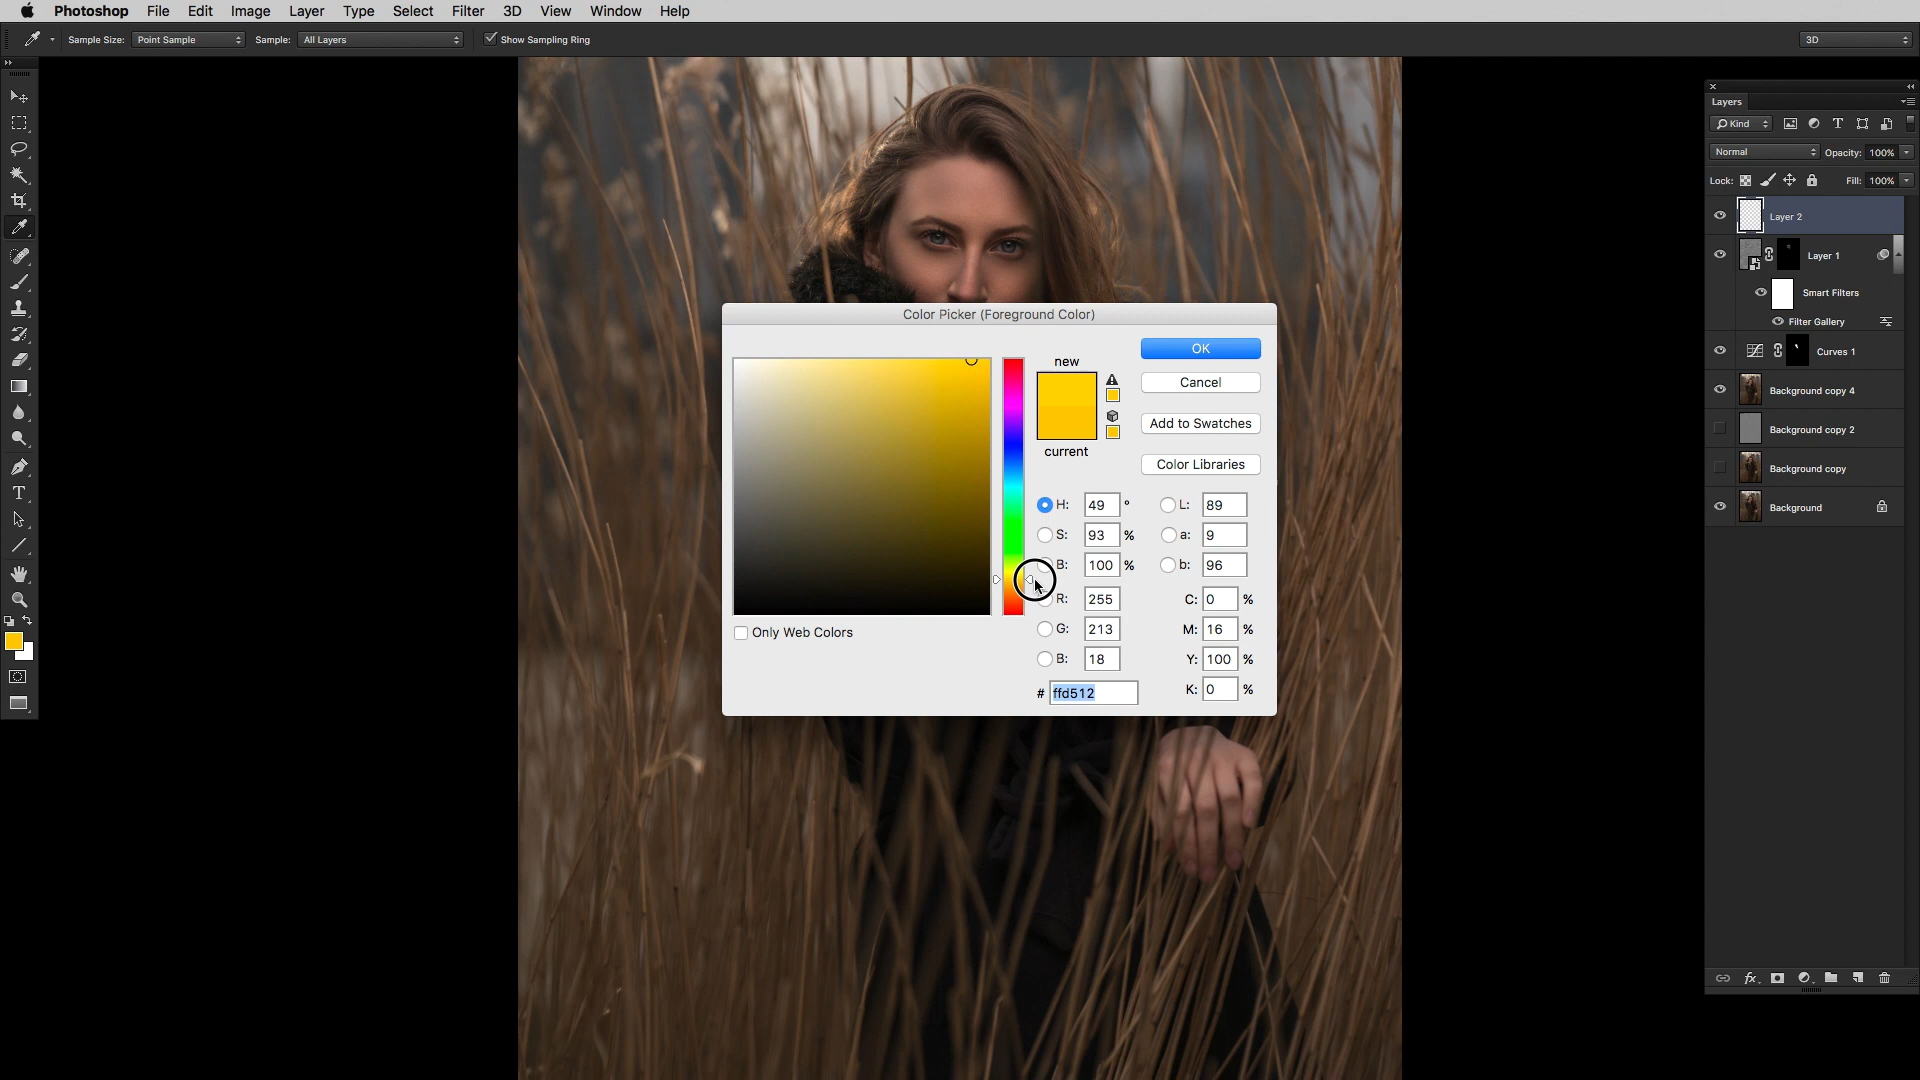 Photoshop File Edit Image Layer Type Select Filter 3D View Window Help
Sample Size: Point Sample Sample: All Layers Show Sampling Ring 3D
Layers
Kind
Normal Opacity: 100%
Lock: Fill: 100%
Layer 2
Layer 1
Smart Filters
Filter Gallery
Curves 1
Background copy 4
Background copy 2
Background copy
Background
Color Picker (Foreground Color)
new
current
OK
Cancel
Add to Swatches
Color Libraries
H: 49 ° L: 89
S: 93 % a: 9
B: 100 % b: 96
R: 255 C: 0 %
G: 213 M: 16 %
B: 18 Y: 100 %
# ffd512 K: 0 %
Only Web Colors
T
fx